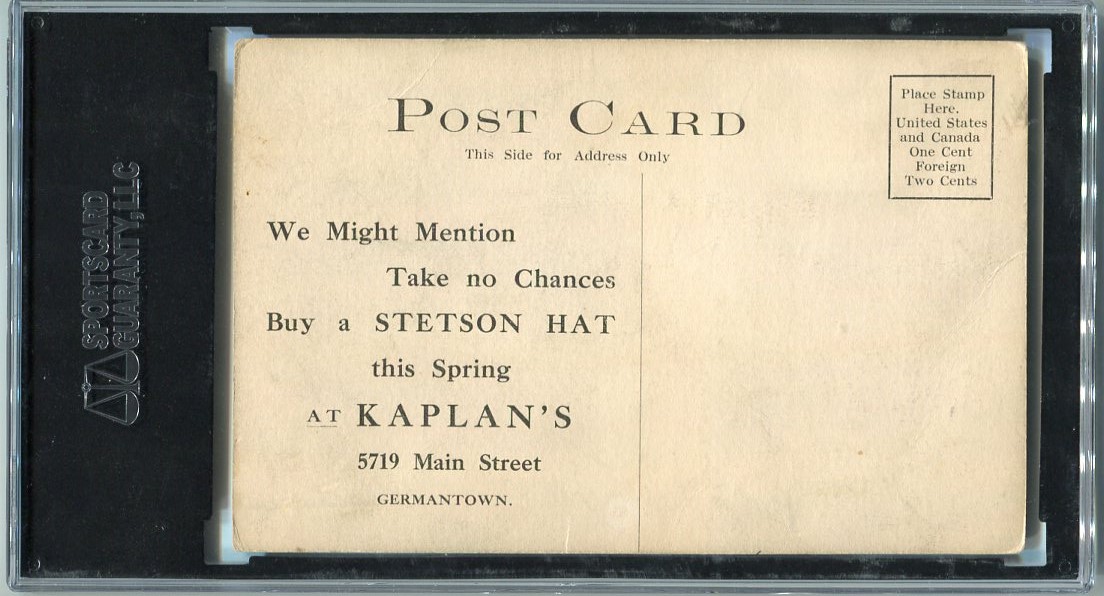 SPORTSCARD
GUARANTY, LLC
POST CARD
This Side for Address Only
Place Stamp
Here.
United States
and Canada
One Cent
Foreign
Two Cents
We Might Mention
Take no Chances
Buy a STETSON HAT
this Spring
AT KAPLAN'S
5719 Main Street
GERMANTOWN.